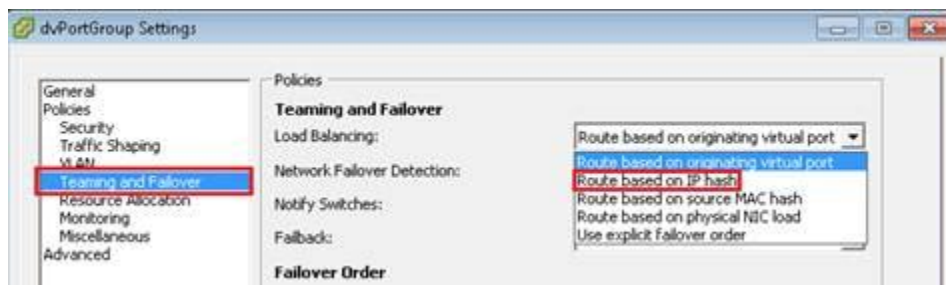 dvPortGroup Settings
General
Policies
Security
Traffic Shaping
VLAN
Teaming and Failover
Resource Allocation
Monitoring
Miscellaneous
Advanced
Policies
Teaming and Failover
Load Balancing:
Route based on originating virtual port
Route based on originating virtual port
Route based on IP hash
Route based on source MAC hash
Route based on physical NIC load
Use explicit failover order
Network Failover Detection:
Notify Switches:
Failback:
Failover Order